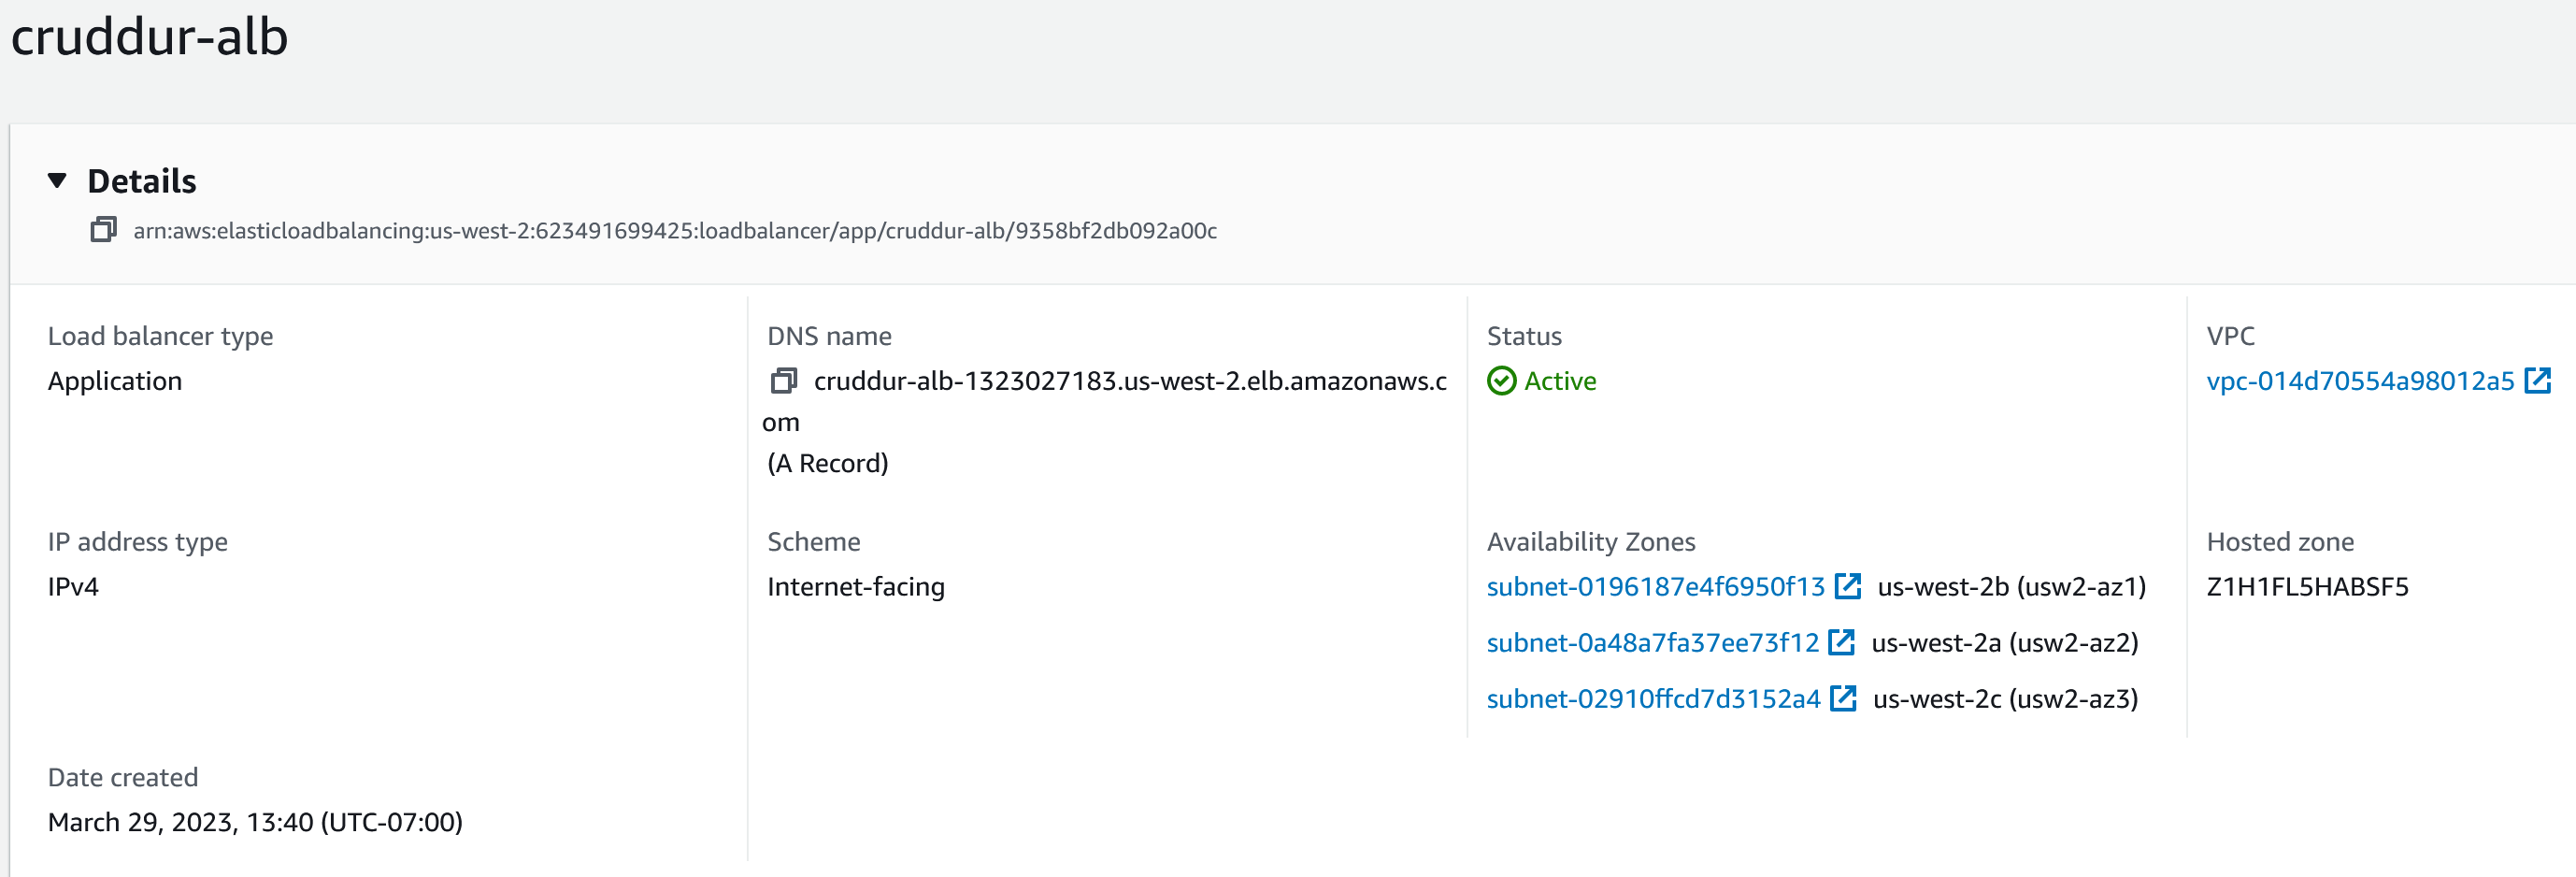 cruddur-alb
Details
arn:aws:elasticloadbalancing:us-west-2:623491699425:loadbalancer/app/cruddur-alb/9358bf2db092a00c
Load balancer type
Application
DNS name
cruddur-alb-1323027183.us-west-2.elb.amazonaws.c
om
(A Record)
Status
Active
VPC
vpc-014d70554a98012a5
IP address type
IPv4
Scheme
Internet-facing
Availability Zones
subnet-0196187e4f6950f13 us-west-2b (usw2-az1)
subnet-0a48a7fa37ee73f12 us-west-2a (usw2-az2)
subnet-02910ffcd7d3152a4 us-west-2c (usw2-az3)
Hosted zone
Z1H1FL5HABSF5
Date created
March 29, 2023, 13:40 (UTC-07:00)